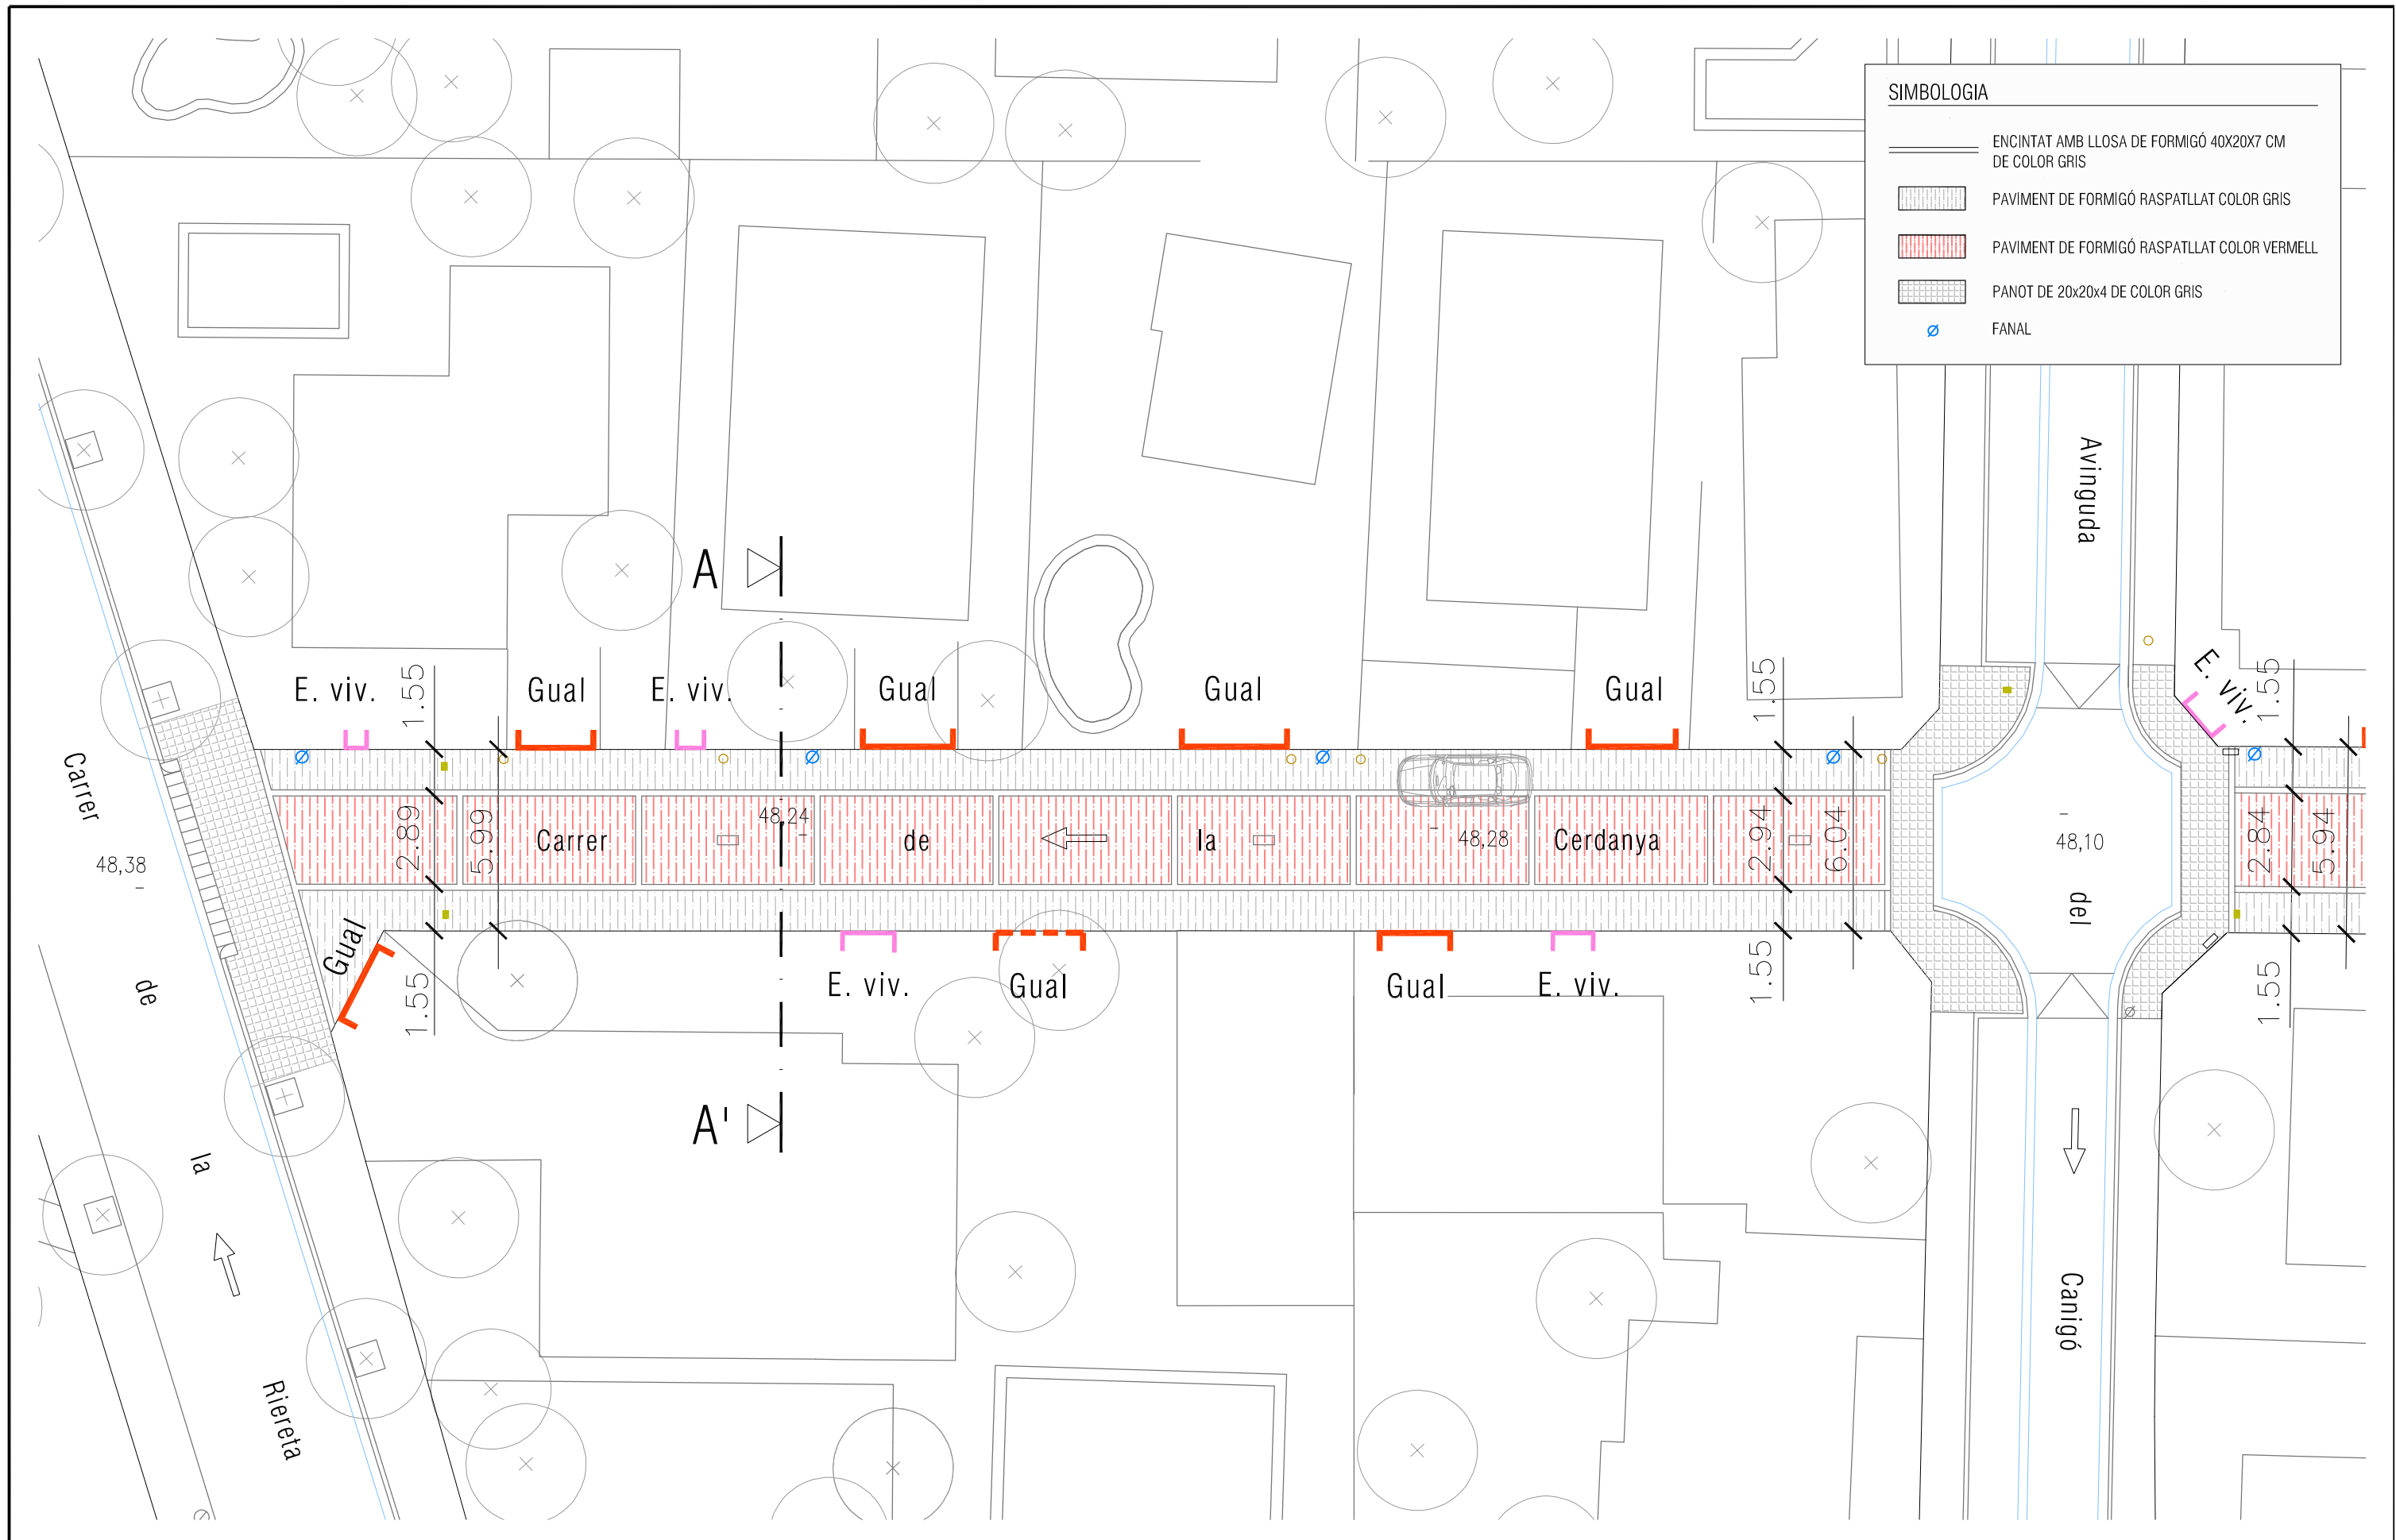 SIMBOLOGIA
ENCINTAT AMB LLOSA DE FORMIGÓ 40X20X7 CM
DE COLOR GRIS
PAVIMENT DE FORMIGÓ RASPATLLAT COLOR GRIS
PAVIMENT DE FORMIGÓ RASPATLLAT COLOR VERMELL
PANOT DE 20x20x4 DE COLOR GRIS
FANAL
Avinguda
del
Canigó
A
E. viv.
1.55
Gual
E. viv.
Gual
Gual
Gual
1.55
E. viv.
1.55
Carrer
de
la
Riereta
48,38
2.89
5.99
Carrer
48,24
de
la
48,28
Cerdanya
2.94
6.04
48,10
2.84
5.94
Gual
1.55
E. viv.
Gual
Gual
E. viv.
1.55
1.55
A'